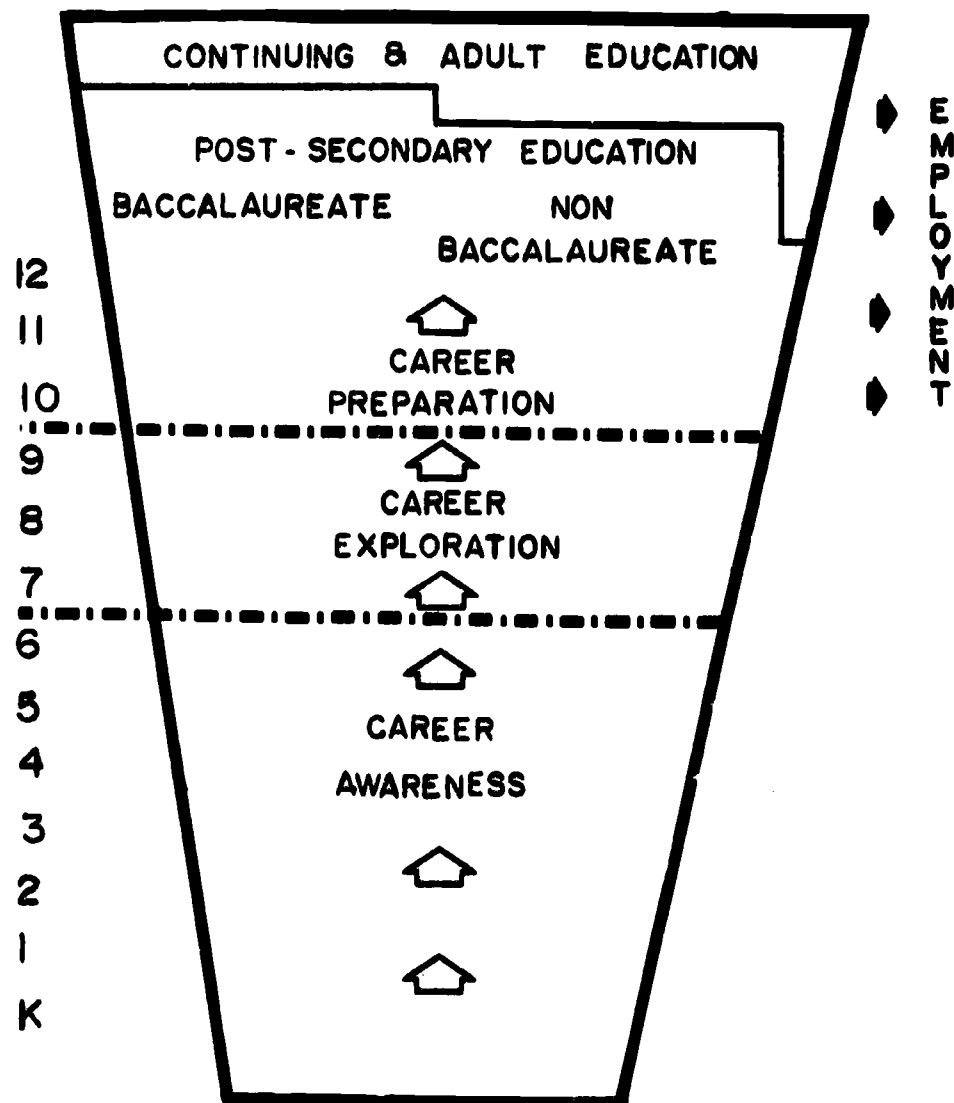 CONTINUING & ADULT EDUCATION
POST-SECONDARY EDUCATION
BACCALAUREATE
NON
BACCALAUREATE
12
11
CAREER
10
PREPARATION
9
CAREER
8
EXPLORATION
7
6
5
CAREER
4
AWARENESS
3
2
1
K
EMPLOYMENT